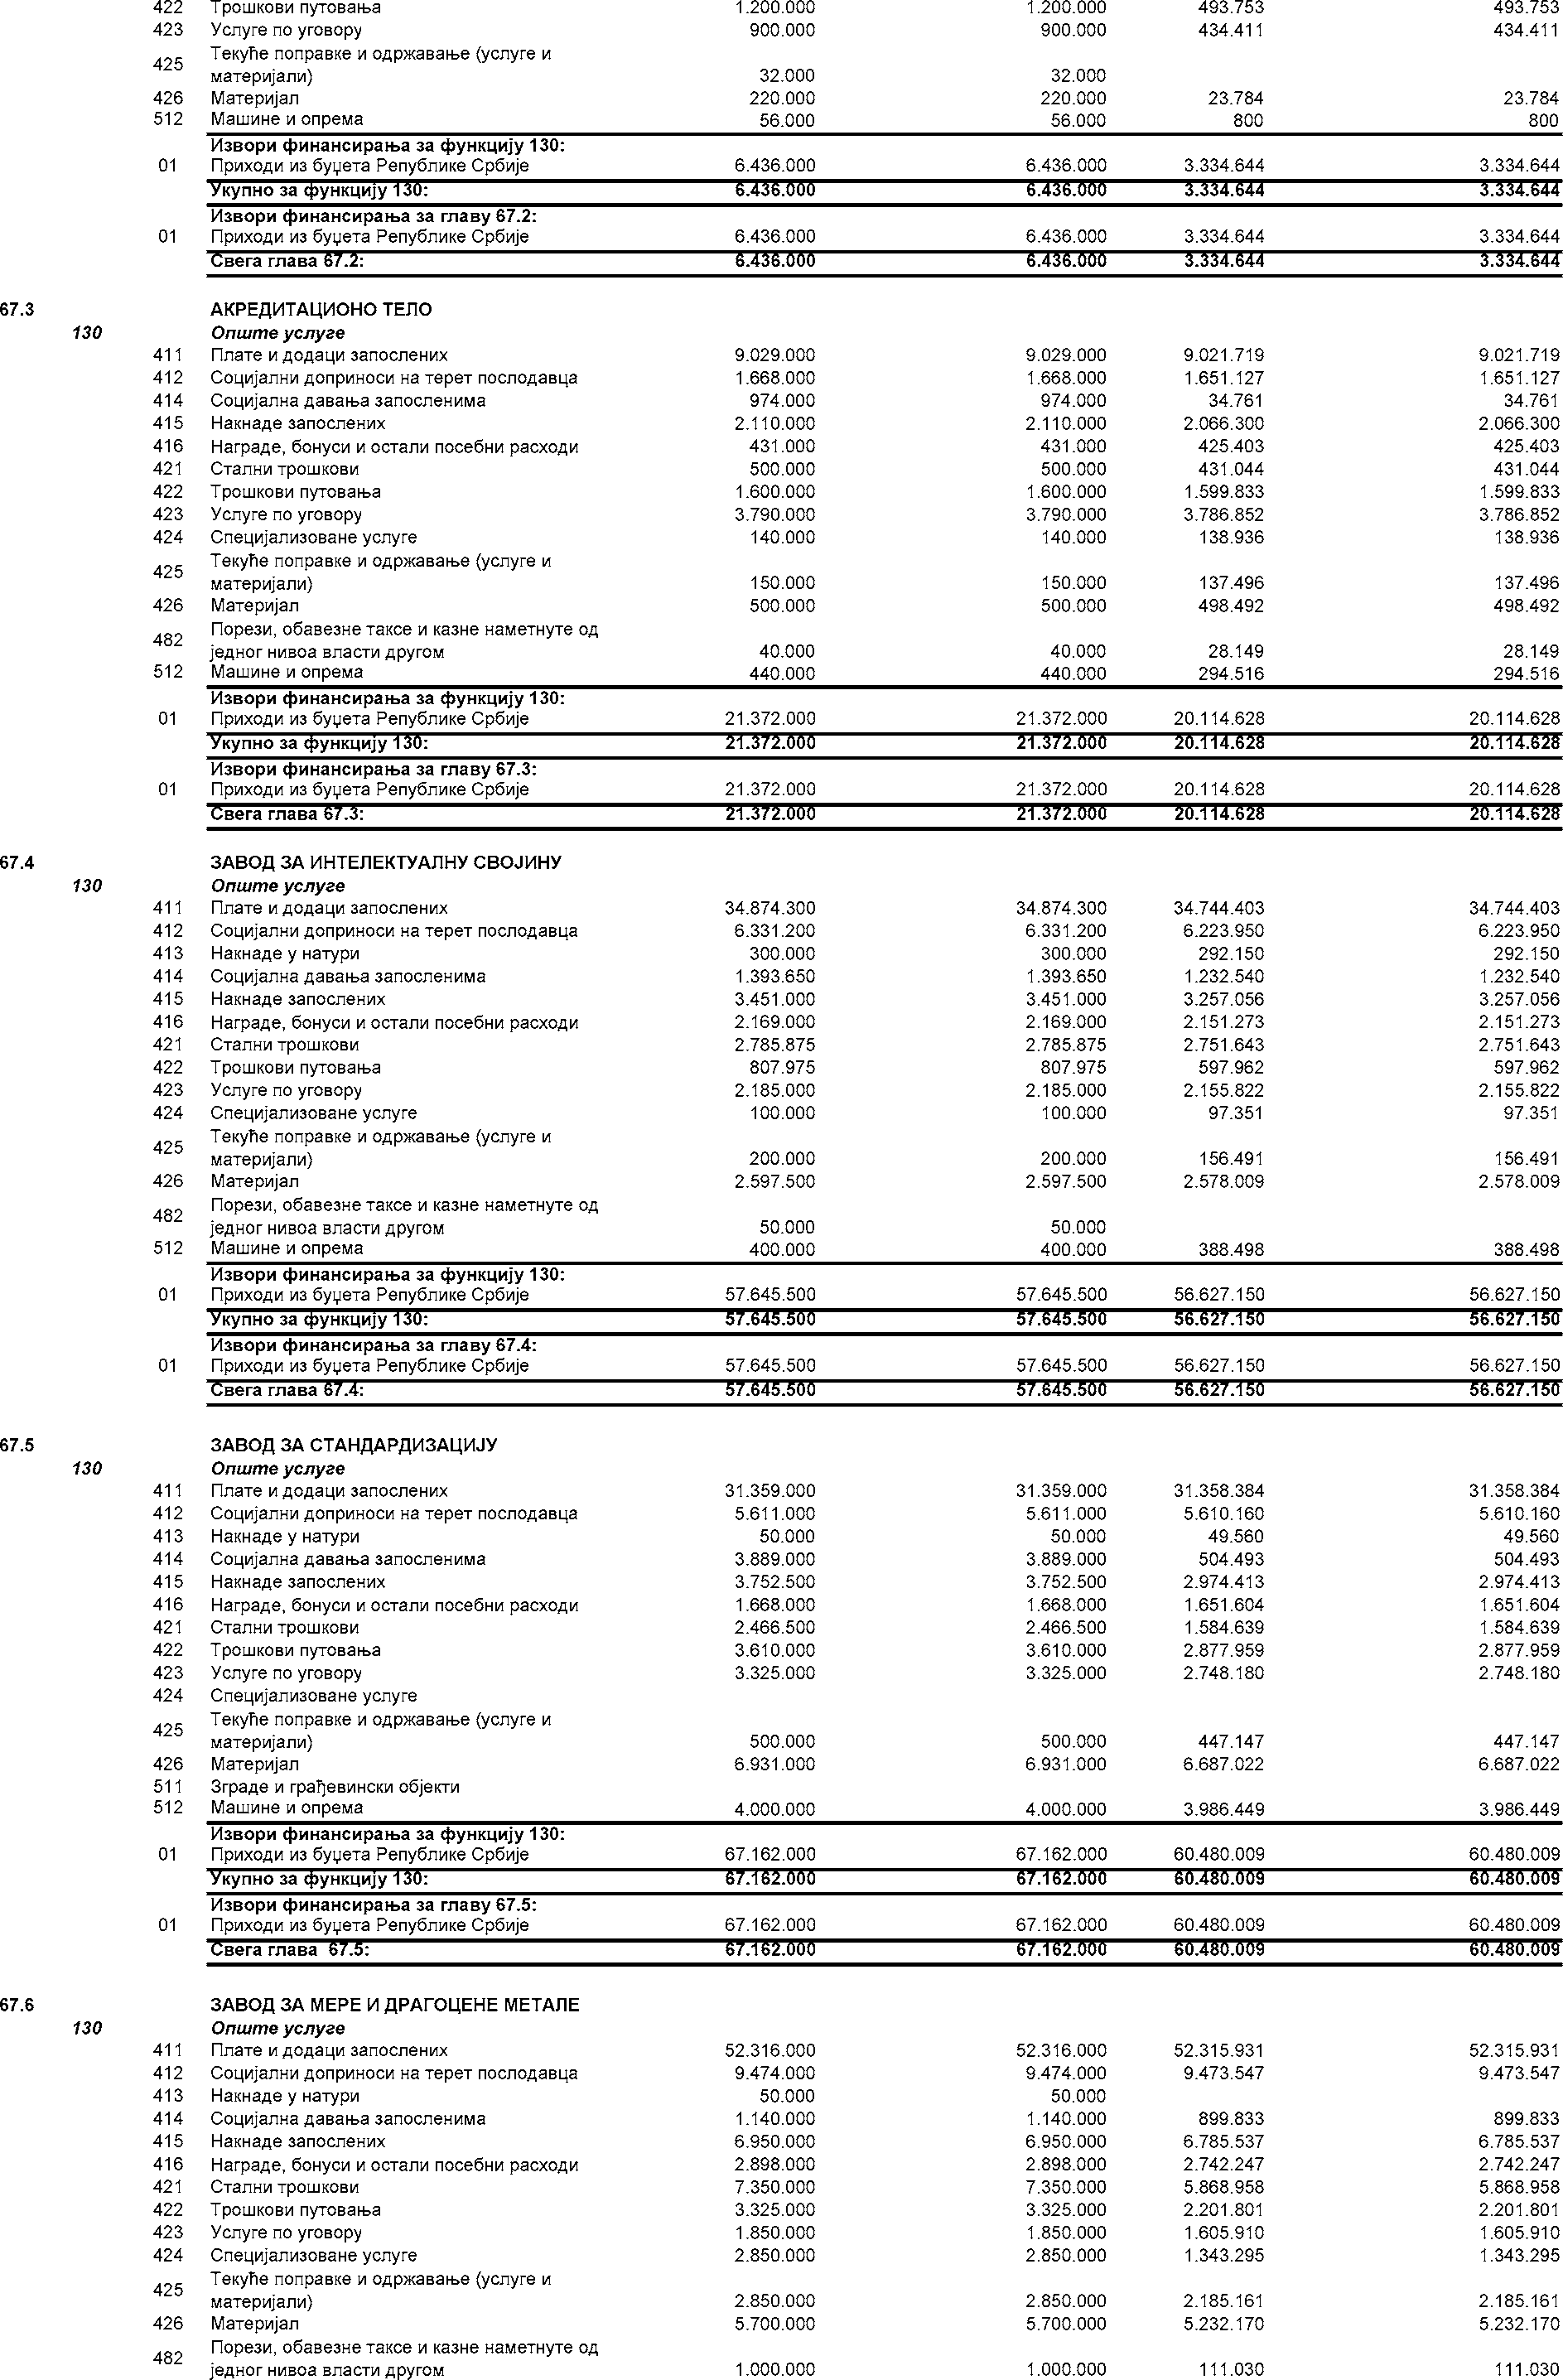 422 Трошкови путовања 1.200.000 1.200.000 493.753 493.753
423 Услуге по уговору 900.000 900.000 434.411 434.411
425 Текуће поправке и одржавање (услуге и
материјали) 32.000 32.000
426 Материјал 220.000 220.000 23.784 23.784
512 Машине и опрема 56.000 56.000 800 800
Извори финансирања за функцију 130:
01 Приходи из буџета Републике Србије 6.436.000 6.436.000 3.334.644 3.334.644
Укупно за функцију 130: 6.436.000 6.436.000 3.334.644 3.334.644
Извори финансирања за главу 67.2:
01 Приходи из буџета Републике Србије 6.436.000 6.436.000 3.334.644 3.334.644
Свега глава 67.2: 6.436.000 6.436.000 3.334.644 3.334.644
67.3 АКРЕДИТАЦИОНО ТЕЛО
130 Опште услуге
411 Плате и додаци запослених 9.029.000 9.029.000 9.021.719 9.021.719
412 Социјални доприноси на терет послодавца 1.668.000 1.668.000 1.651.127 1.651.127
414 Социјална давања запосленима 974.000 974.000 34.761 34.761
415 Накнаде запослених 2.110.000 2.110.000 2.066.300 2.066.300
416 Награде, бонуси и остали посебни расходи 431.000 431.000 425.403 425.403
421 Стални трошкови 500.000 500.000 431.044 431.044
422 Трошкови путовања 1.600.000 1.600.000 1.599.833 1.599.833
423 Услуге по уговору 3.790.000 3.790.000 3.786.852 3.786.852
424 Специјализоване услуге 140.000 140.000 138.936 138.936
425 Текуће поправке и одржавање (услуге и
материјали) 150.000 150.000 137.496 137.496
426 Материјал 500.000 500.000 498.492 498.492
482 Порези, обавезне таксе и казне наметнуте од
једног нивоа власти другом 40.000 40.000 28.149 28.149
512 Машине и опрема 440.000 440.000 294.516 294.516
Извори финансирања за функцију 130:
01 Приходи из буџета Републике Србије 21.372.000 21.372.000 20.114.628 20.114.628
Укупно за функцију 130: 21.372.000 21.372.000 20.114.628 20.114.628
Извори финансирања за главу 67.3:
01 Приходи из буџета Републике Србије 21.372.000 21.372.000 20.114.628 20.114.628
Свега глава 67.3: 21.372.000 21.372.000 20.114.628 20.114.628
67.4 ЗАВОД ЗА ИНТЕЛЕКТУАЛНУ СВОЈИНУ
130 Опште услуге
411 Плате и додаци запослених 34.874.300 34.874.300 34.744.403 34.744.403
412 Социјални доприноси на терет послодавца 6.331.200 6.331.200 6.223.950 6.223.950
413 Накнаде у натури 300.000 300.000 292.150 292.150
414 Социјална давања запосленима 1.393.650 1.393.650 1.232.540 1.232.540
415 Накнаде запослених 3.451.000 3.451.000 3.257.056 3.257.056
416 Награде, бонуси и остали посебни расходи 2.169.000 2.169.000 2.151.273 2.151.273
421 Стални трошкови 2.785.875 2.785.875 2.751.643 2.751.643
422 Трошкови путовања 807.975 807.975 597.962 597.962
423 Услуге по уговору 2.185.000 2.185.000 2.155.822 2.155.822
424 Специјализоване услуге 100.000 100.000 97.351 97.351
425 Текуће поправке и одржавање (услуге и
материјали) 200.000 200.000 156.491 156.491
426 Материјал 2.597.500 2.597.500 2.578.009 2.578.009
482 Порези, обавезне таксе и казне наметнуте од
једног нивоа власти другом 50.000 50.000
512 Машине и опрема 400.000 400.000 388.498 388.498
Извори финансирања за функцију 130:
01 Приходи из буџета Републике Србије 57.645.500 57.645.500 56.627.150 56.627.150
Укупно за функцију 130: 57.645.500 57.645.500 56.627.150 56.627.150
Извори финансирања за главу 67.4:
01 Приходи из буџета Републике Србије 57.645.500 57.645.500 56.627.150 56.627.150
Свега глава 67.4: 57.645.500 57.645.500 56.627.150 56.627.150
67.5 ЗАВОД ЗА СТАНДАРДИЗАЦИЈУ
130 Опште услуге
411 Плате и додаци запослених 31.359.000 31.359.000 31.358.384 31.358.384
412 Социјални доприноси на терет послодавца 5.611.000 5.611.000 5.610.160 5.610.160
413 Накнаде у натури 50.000 50.000 49.560 49.560
414 Социјална давања запосленима 3.889.000 3.889.000 504.493 504.493
415 Накнаде запослених 3.752.500 3.752.500 2.974.413 2.974.413
416 Награде, бонуси и остали посебни расходи 1.668.000 1.668.000 1.651.604 1.651.604
421 Стални трошкови 2.466.500 2.466.500 1.584.639 1.584.639
422 Трошкови путовања 3.610.000 3.610.000 2.877.959 2.877.959
423 Услуге по уговору 3.325.000 3.325.000 2.748.180 2.748.180
424 Специјализоване услуге
425 Текуће поправке и одржавање (услуге и
материјали) 500.000 500.000 447.147 447.147
426 Материјал 6.931.000 6.931.000 6.687.022 6.687.022
511 Зграде и грађевински објекти
512 Машине и опрема 4.000.000 4.000.000 3.986.449 3.986.449
Извори финансирања за функцију 130:
01 Приходи из буџета Републике Србије 67.162.000 67.162.000 60.480.009 60.480.009
Укупно за функцију 130: 67.162.000 67.162.000 60.480.009 60.480.009
Извори финансирања за главу 67.5:
01 Приходи из буџета Републике Србије 67.162.000 67.162.000 60.480.009 60.480.009
Свега глава 67.5: 67.162.000 67.162.000 60.480.009 60.480.009
67.6 ЗАВОД ЗА МЕРЕ И ДРАГОЦЕНЕ МЕТАЛЕ
130 Опште услуге
411 Плате и додаци запослених 52.316.000 52.316.000 52.315.931 52.315.931
412 Социјални доприноси на терет послодавца 9.474.000 9.474.000 9.473.547 9.473.547
413 Накнаде у натури 50.000 50.000
414 Социјална давања запосленима 1.140.000 1.140.000 899.833 899.833
415 Накнаде запослених 6.950.000 6.950.000 6.785.537 6.785.537
416 Награде, бонуси и остали посебни расходи 2.898.000 2.898.000 2.742.247 2.742.247
421 Стални трошкови 7.350.000 7.350.000 5.868.958 5.868.958
422 Трошкови путовања 3.325.000 3.325.000 2.201.801 2.201.801
423 Услуге по уговору 1.850.000 1.850.000 1.605.910 1.605.910
424 Специјализоване услуге 2.850.000 2.850.000 1.343.295 1.343.295
425 Текуће поправке и одржавање (услуге и
материјали) 2.850.000 2.850.000 2.185.161 2.185.161
426 Материјал 5.700.000 5.700.000 5.232.170 5.232.170
482 Порези, обавезне таксе и казне наметнуте од
једног нивоа власти другом 1.000.000 1.000.000 111.030 111.030